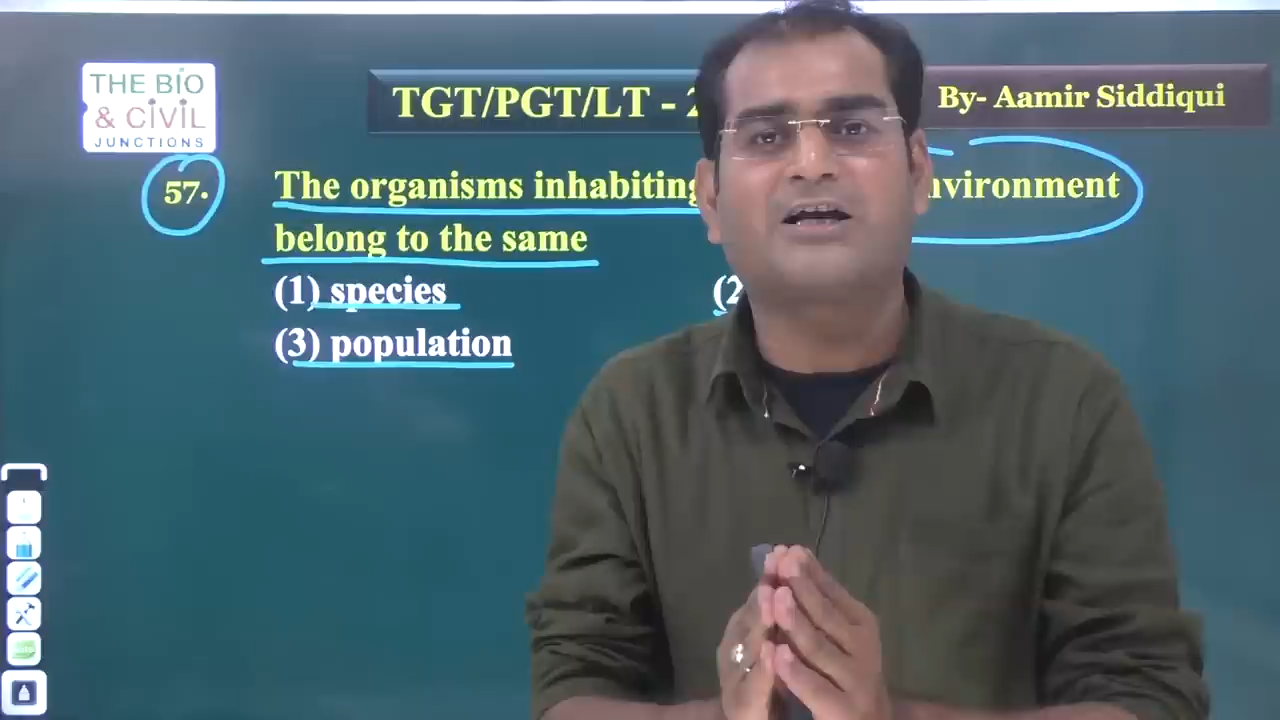 THE BiO
& CiViL
JUNCTIONS
TGT/PGT/LT - 2
By- Aamir Siddiqui
57. The organisms inhabiting nvironment
belong to the same
(1) species (2
(3) population